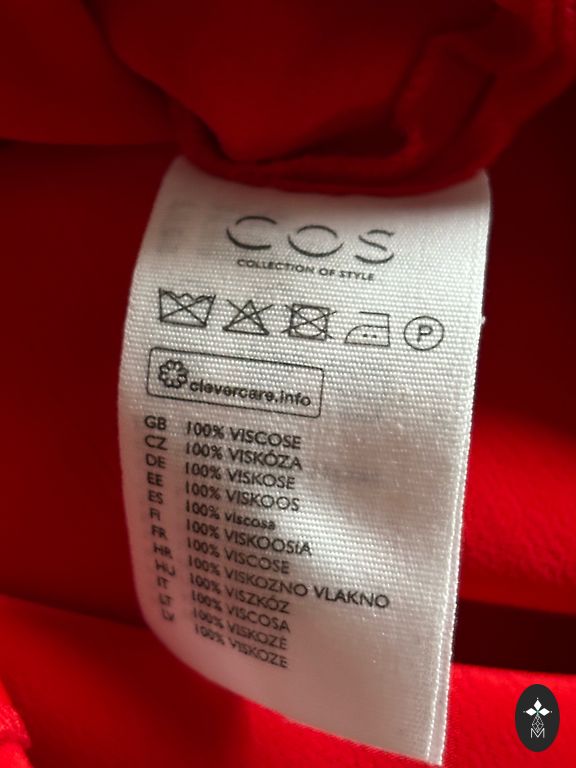 COS
COLLECTION OF STYLE
P
clevercare.info
GB 100% VISCOSE
CZ 100% VISKÓZA
DE 100% VISKOSE
EE 100% VISKOOS
ES 100% viscosa
FI 100% VISKOOSIA
FR 100% VISCOSE
HR 100% VISKOZNO VLAKNO
HU 100% VISZKÓZ
IT 100% VISCOSA
LT 100% VISKOZĖ
LV 100% VISKOZE
M